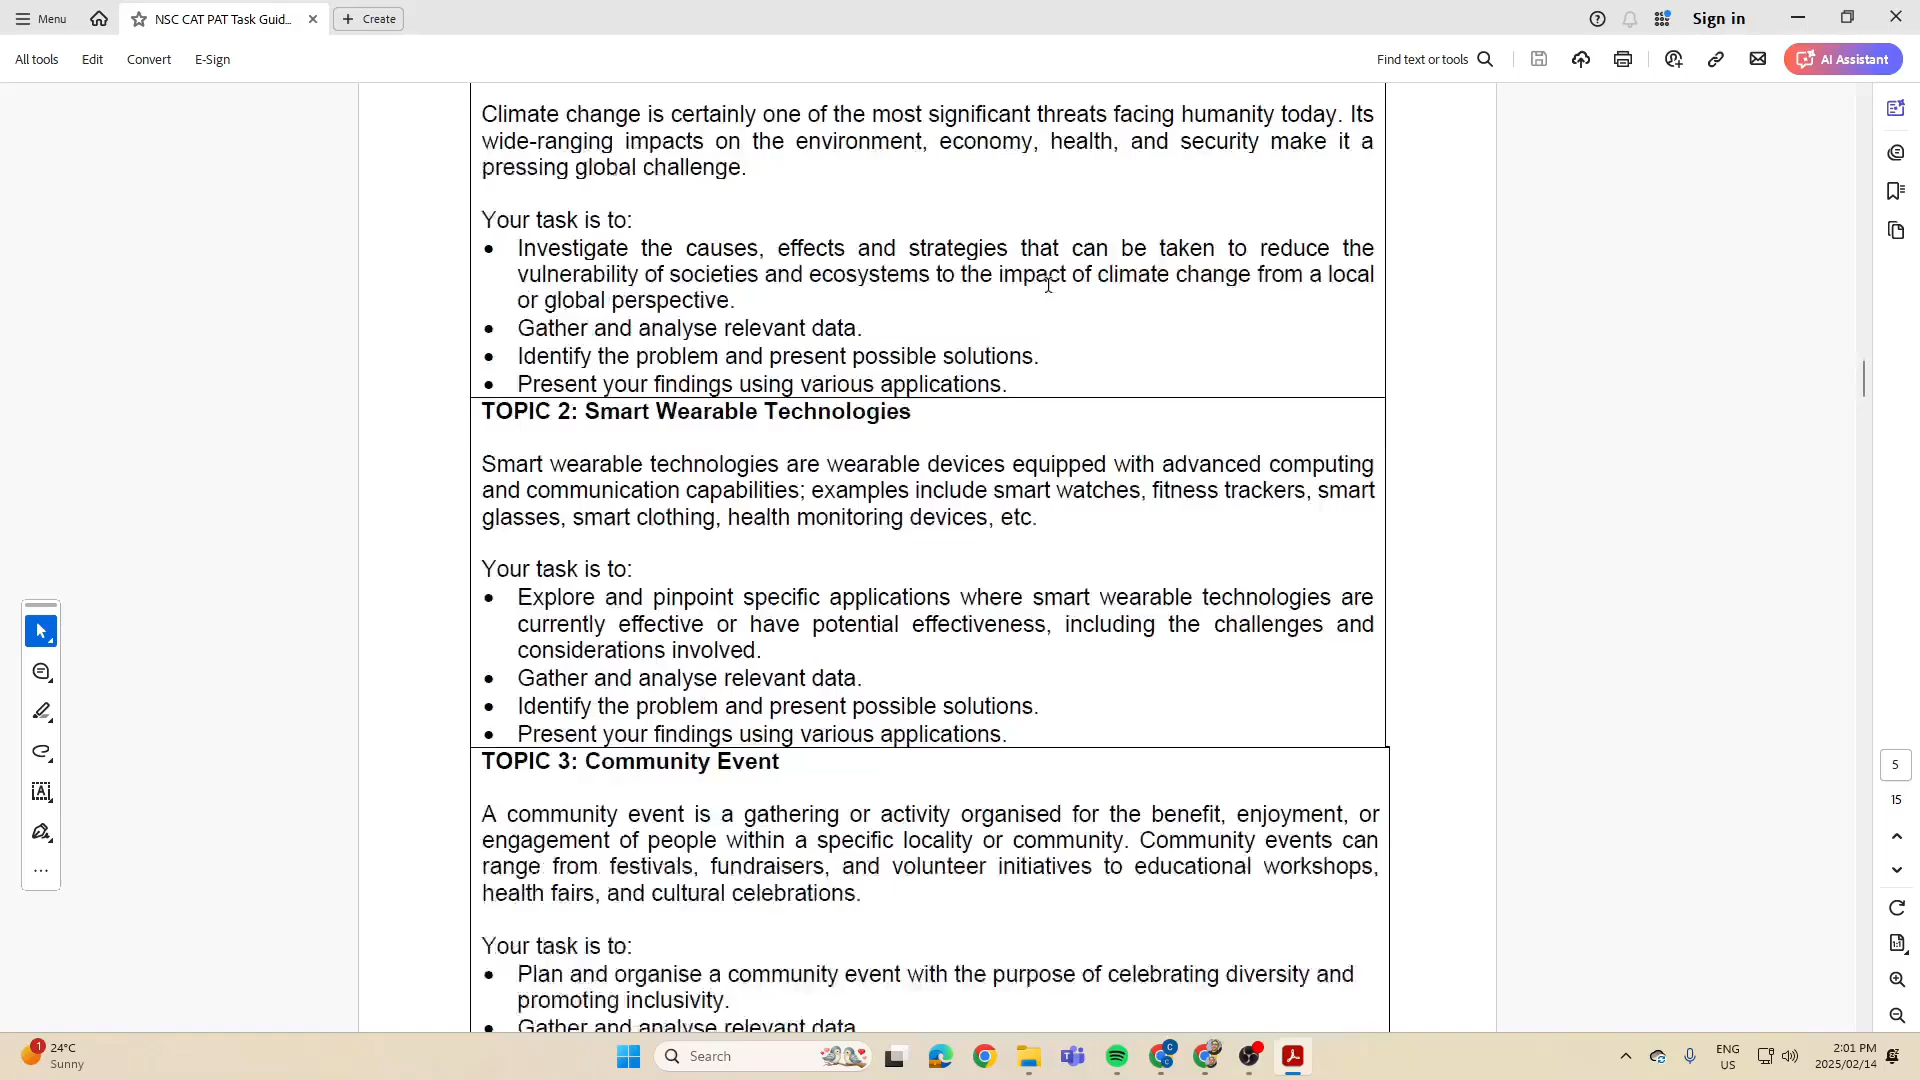 Menu
NSC CAT PAT Task Guid...
Create
Sign in
All tools
Edit
Convert
E-Sign
Find text or tools
AI Assistant
Climate change is certainly one of the most significant threats facing humanity today. Its
wide-ranging impacts on the environment, economy, health, and security make it a
pressing global challenge.
Your task is to:
• Investigate the causes, effects and strategies that can be taken to reduce the
vulnerability of societies and ecosystems to the impact of climate change from a local
or global perspective.
• Gather and analyse relevant data.
• Identify the problem and present possible solutions.
• Present your findings using various applications.
TOPIC 2: Smart Wearable Technologies
Smart wearable technologies are wearable devices equipped with advanced computing
and communication capabilities; examples include smart watches, fitness trackers, smart
glasses, smart clothing, health monitoring devices, etc.
Your task is to:
• Explore and pinpoint specific applications where smart wearable technologies are
currently effective or have potential effectiveness, including the challenges and
considerations involved.
• Gather and analyse relevant data.
• Identify the problem and present possible solutions.
• Present your findings using various applications.
TOPIC 3: Community Event
A community event is a gathering or activity organised for the benefit, enjoyment, or
engagement of people within a specific locality or community. Community events can
range from festivals, fundraisers, and volunteer initiatives to educational workshops,
health fairs, and cultural celebrations.
Your task is to:
• Plan and organise a community event with the purpose of celebrating diversity and
promoting inclusivity.
• Gather and analyse relevant data.
5
15
1
24°C
Sunny
Search
ENG
US
2:01 PM
2025/02/14